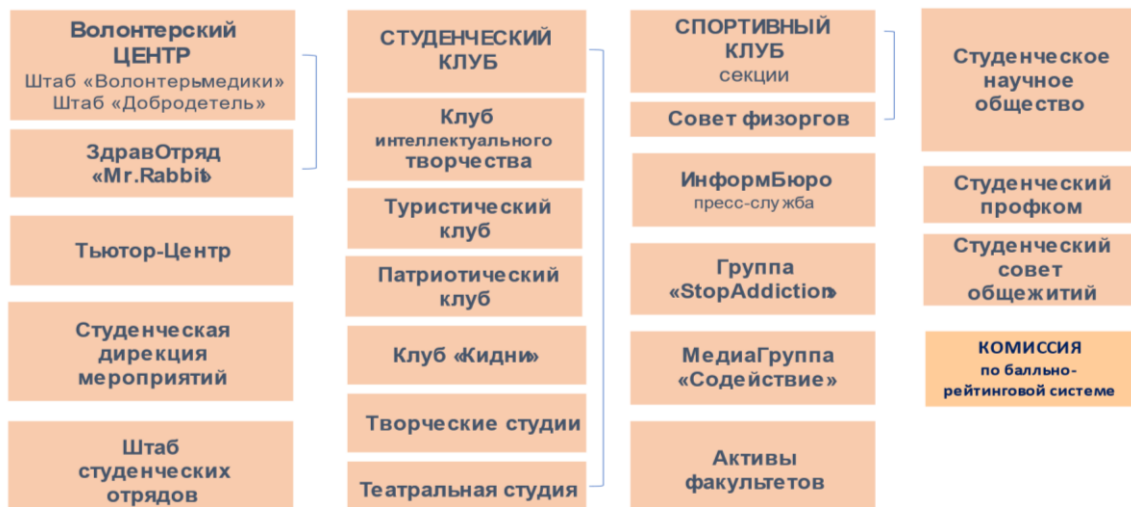 Волонтерский
ЦЕНТР
Штаб «Волонтеры-медики»
Штаб «Добродетель»
ЗдравОтряд
«Mr.Rabbit»
Тьютор-Центр
Студенческая
дирекция
мероприятий
Штаб
студенческих
отрядов
СТУДЕНЧЕСКИЙ
КЛУБ
Клуб
интеллектуального
творчества
Туристический
клуб
Патриотический
клуб
Клуб «Кидни»
Творческие студии
Театральная студия
СПОРТИВНЫЙ
КЛУБ
секции
Совет физоргов
ИнформБюро
пресс-служба
Группа
«StopAddiction»
МедиаГруппа
«Содействие»
Активы
факультетов
Студенческое
научное
общество
Студенческий
профком
Студенческий
совет
общежитий
КОМИССИЯ
по балльно-
рейтинговой системе